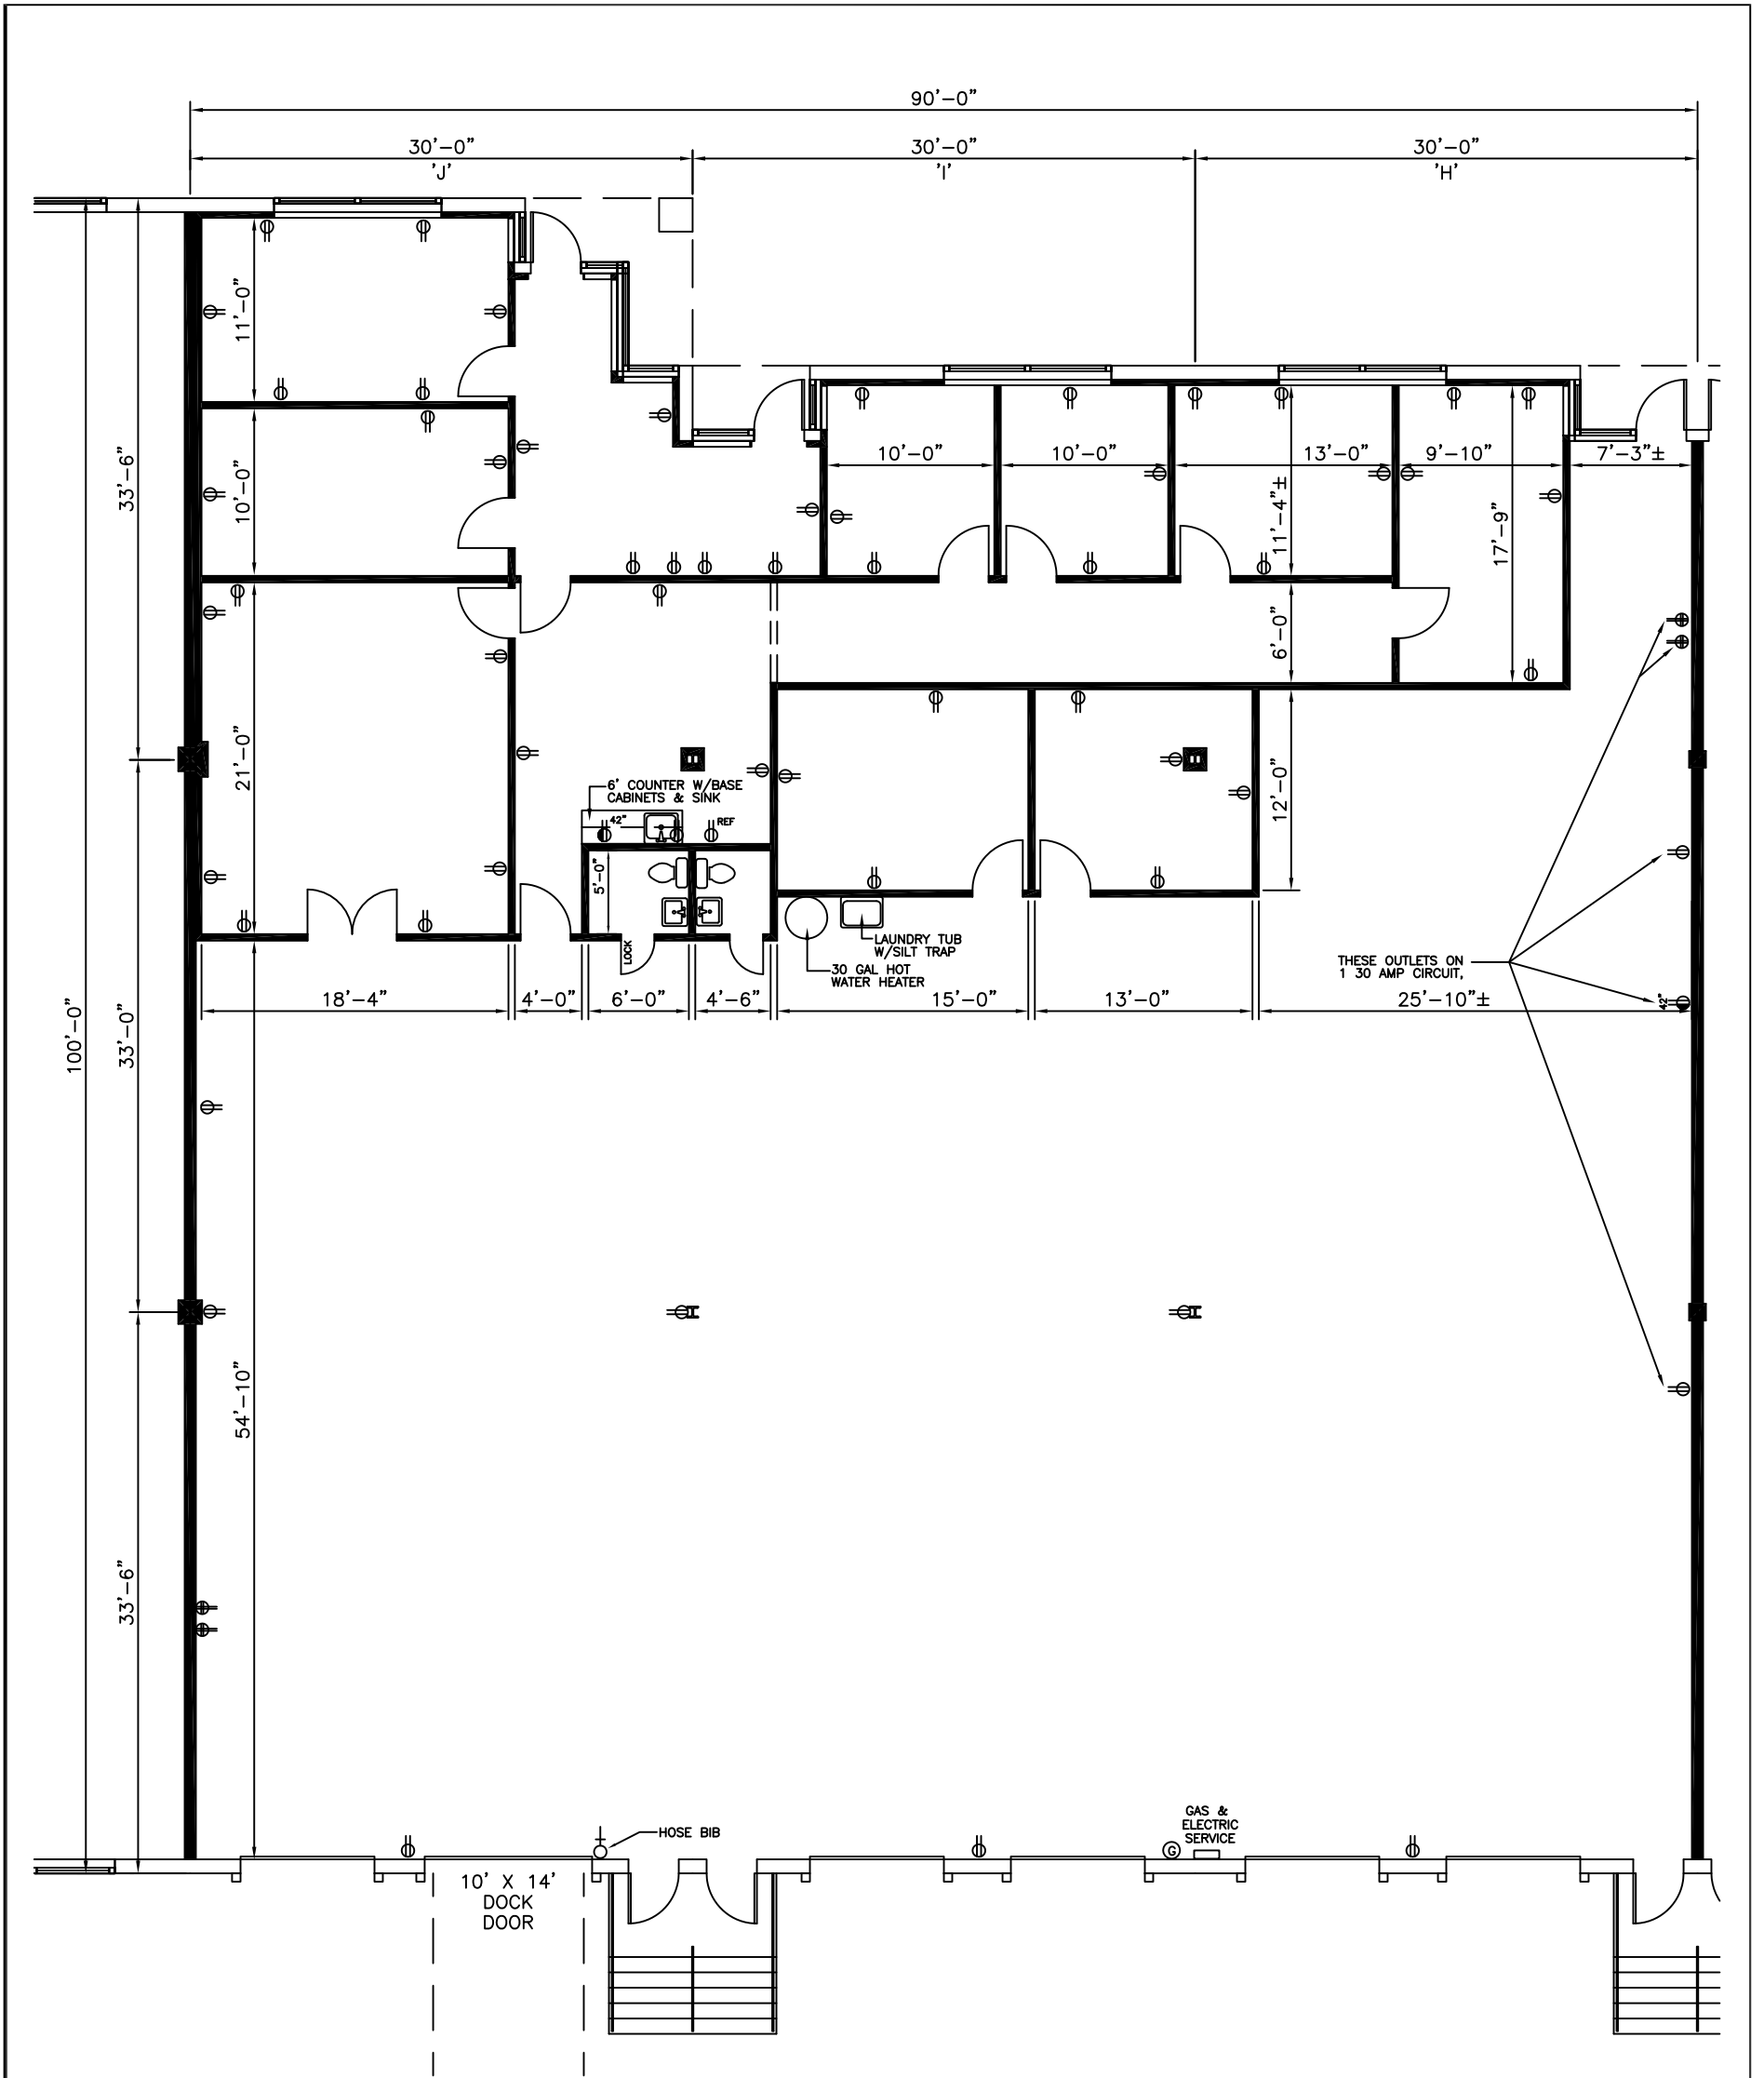 90'-0"
30'-0"
30'-0"
30'-0"
'J'
'I'
'H'
11'-0"
33'-6"
10'-0"
10'-0"
10'-0"
13'-0"
9'-10"
7'-3"±
11'-4"±
17'-9"
6'-0"
21'-0"
12'-0"
6' COUNTER W/BASE
CABINETS & SINK
42"
REF
5'-0"
LOCK
LAUNDRY TUB
W/SILT TRAP
30 GAL HOT
WATER HEATER
THESE OUTLETS ON
1 30 AMP CIRCUIT,
42"
18'-4"
4'-0"
6'-0"
4'-6"
15'-0"
13'-0"
25'-10"±
100'-0"
33'-0"
54'-10"
33'-6"
HOSE BIB
GAS &
ELECTRIC
SERVICE
G
10' X 14'
DOCK
DOOR